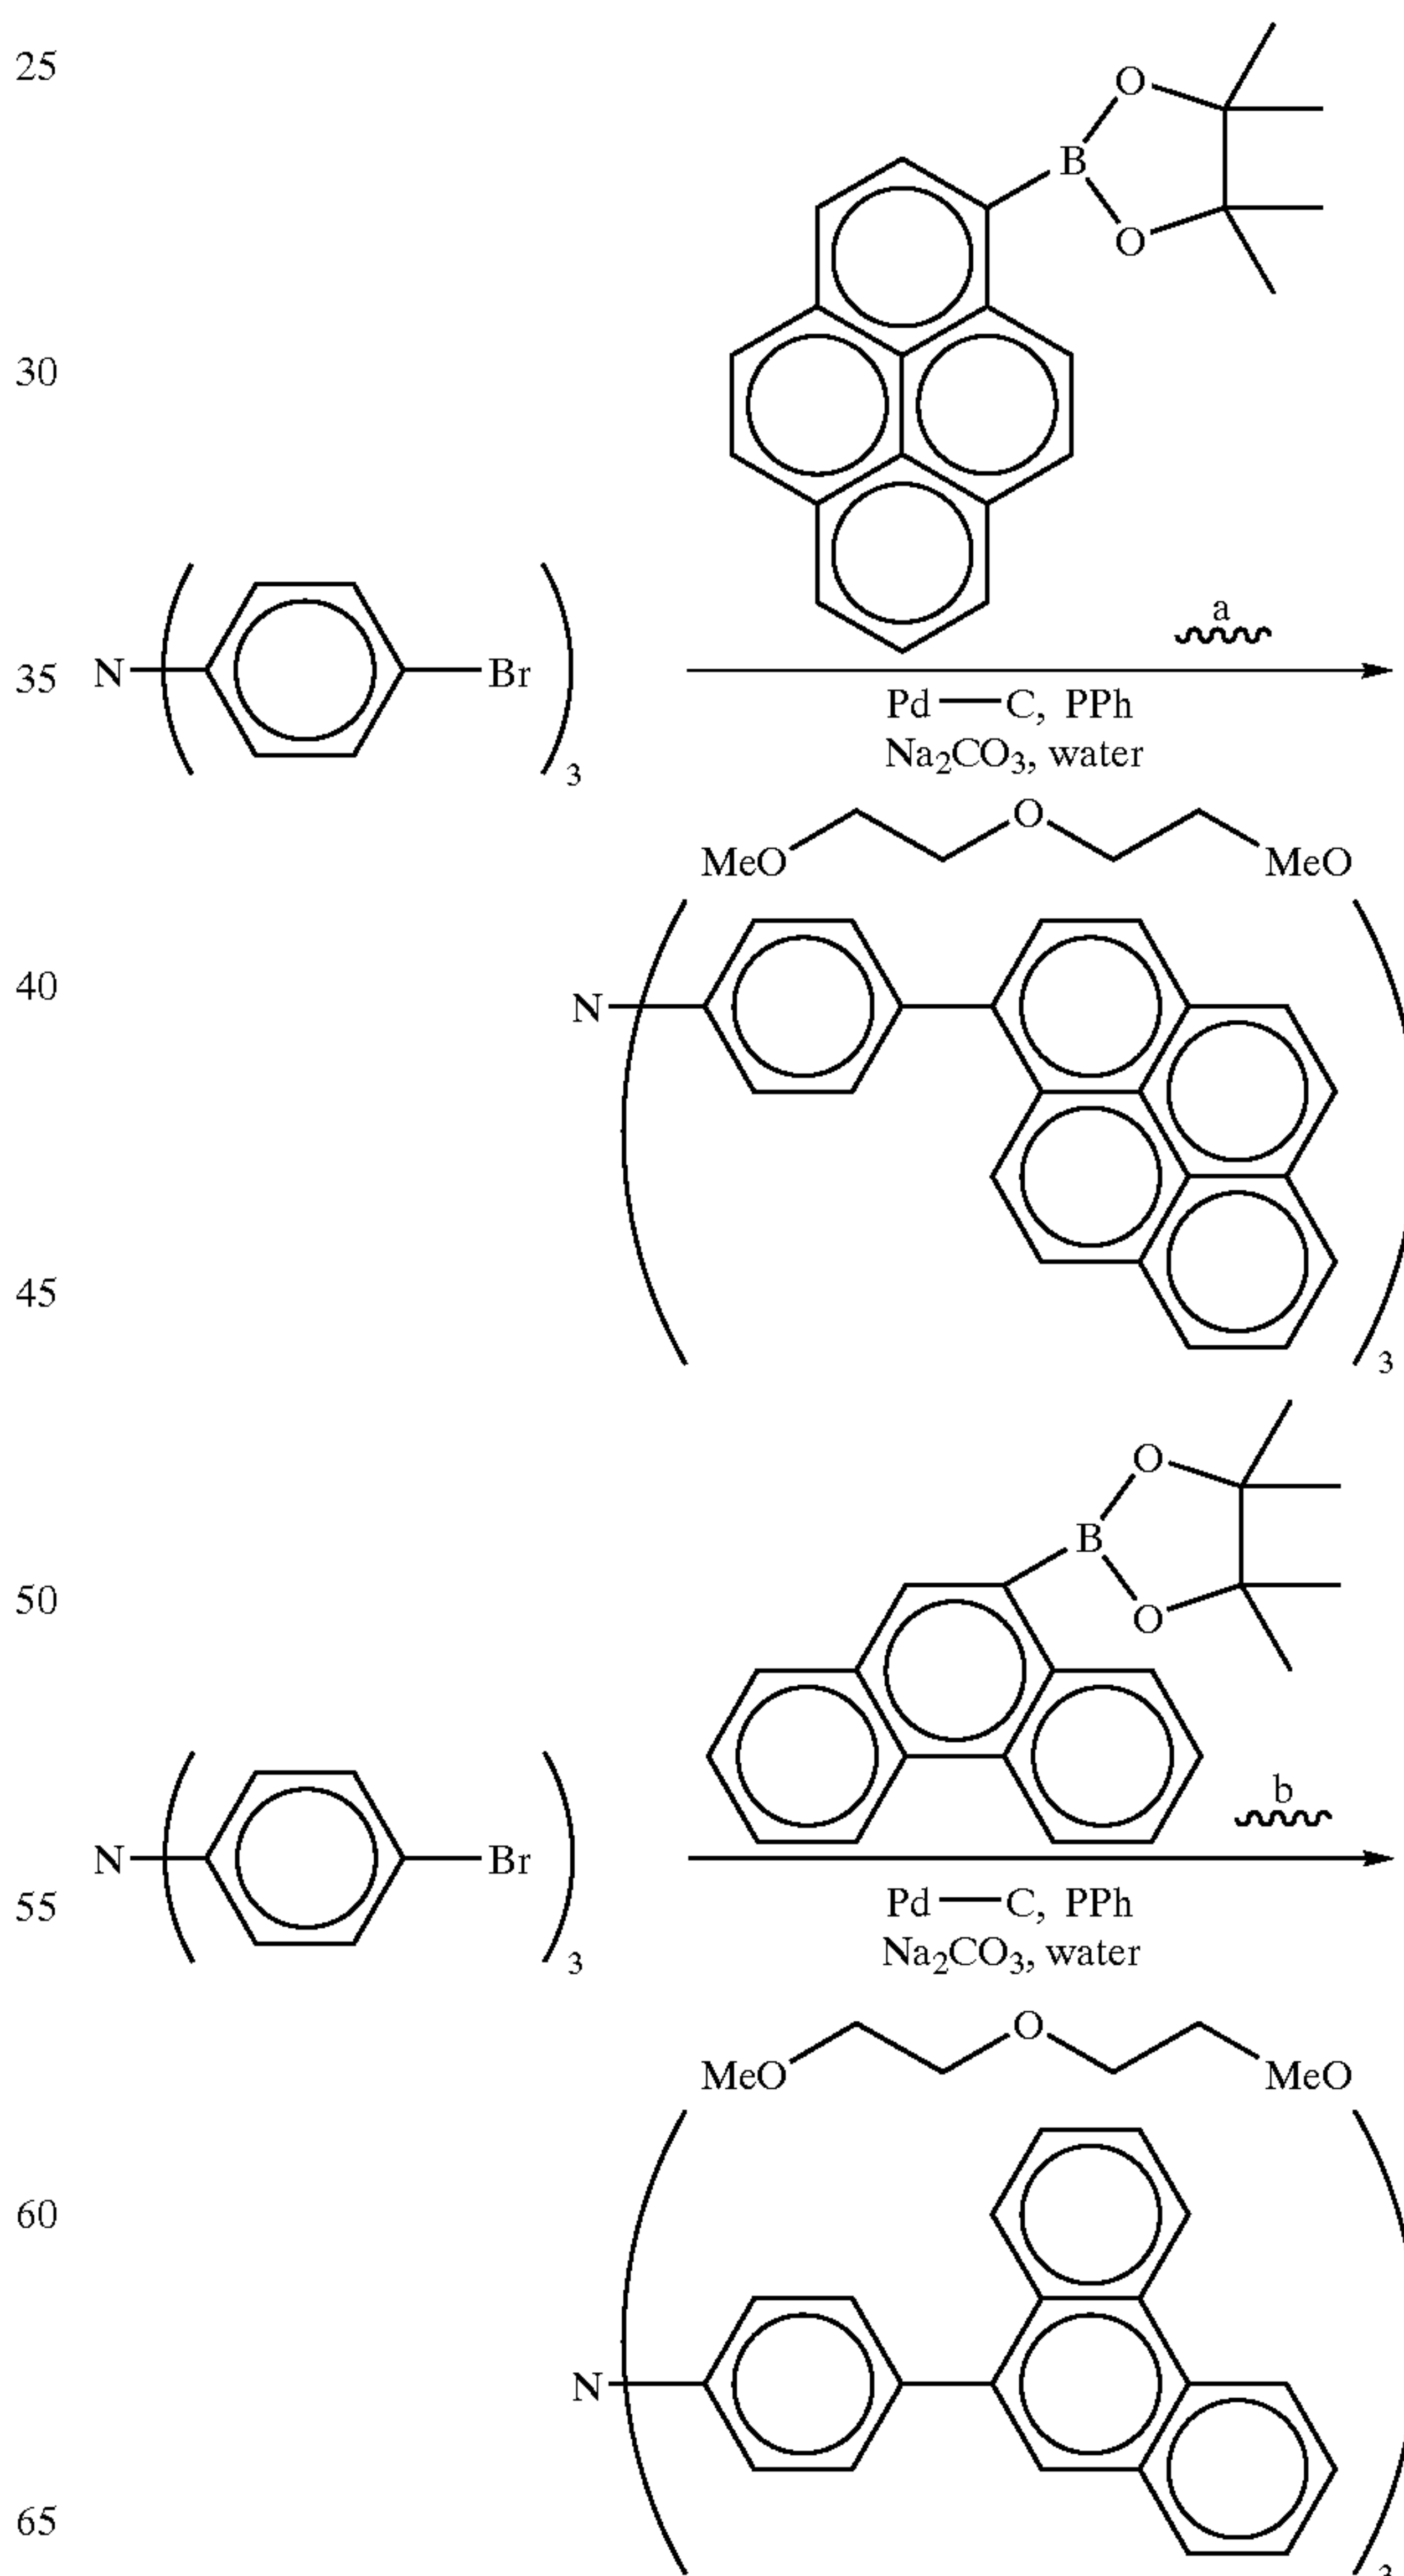 25
O
B
O
30
a
35 N Br
3
Pd—C, PPh
Na₂CO₃, water
O
MeO MeO
40 N
45
3
O
B
50 O
b
N Br
55 3
Pd—C, PPh
Na₂CO₃, water
O
MeO MeO
60
N
65
3